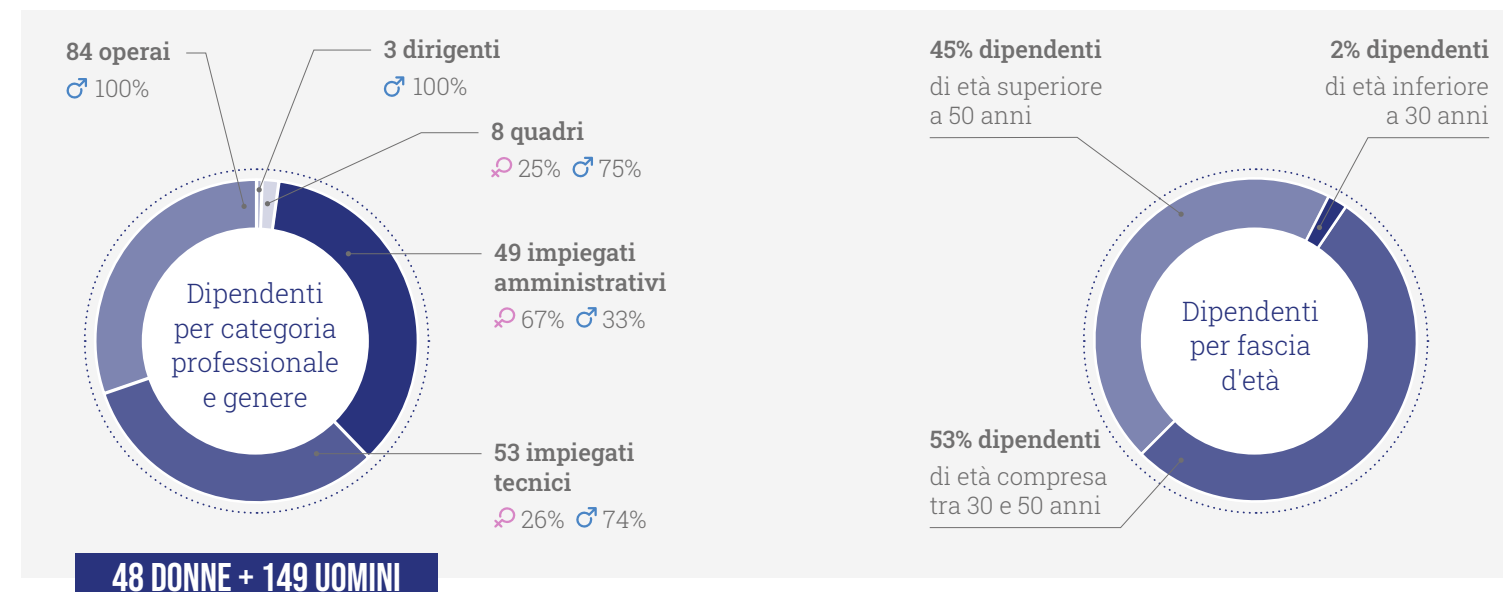 84 operai
100%
3 dirigenti
100%
8 quadri
25% 75%
49 impiegati
amministrativi
67% 33%
53 impiegati
tecnici
26% 74%
Dipendenti
per categoria
professionale
e genere
48 DONNE + 149 UOMINI
45% dipendenti
di età superiore
a 50 anni
2% dipendenti
di età inferiore
a 30 anni
Dipendenti
per fascia
d'età
53% dipendenti
di età compresa
tra 30 e 50 anni